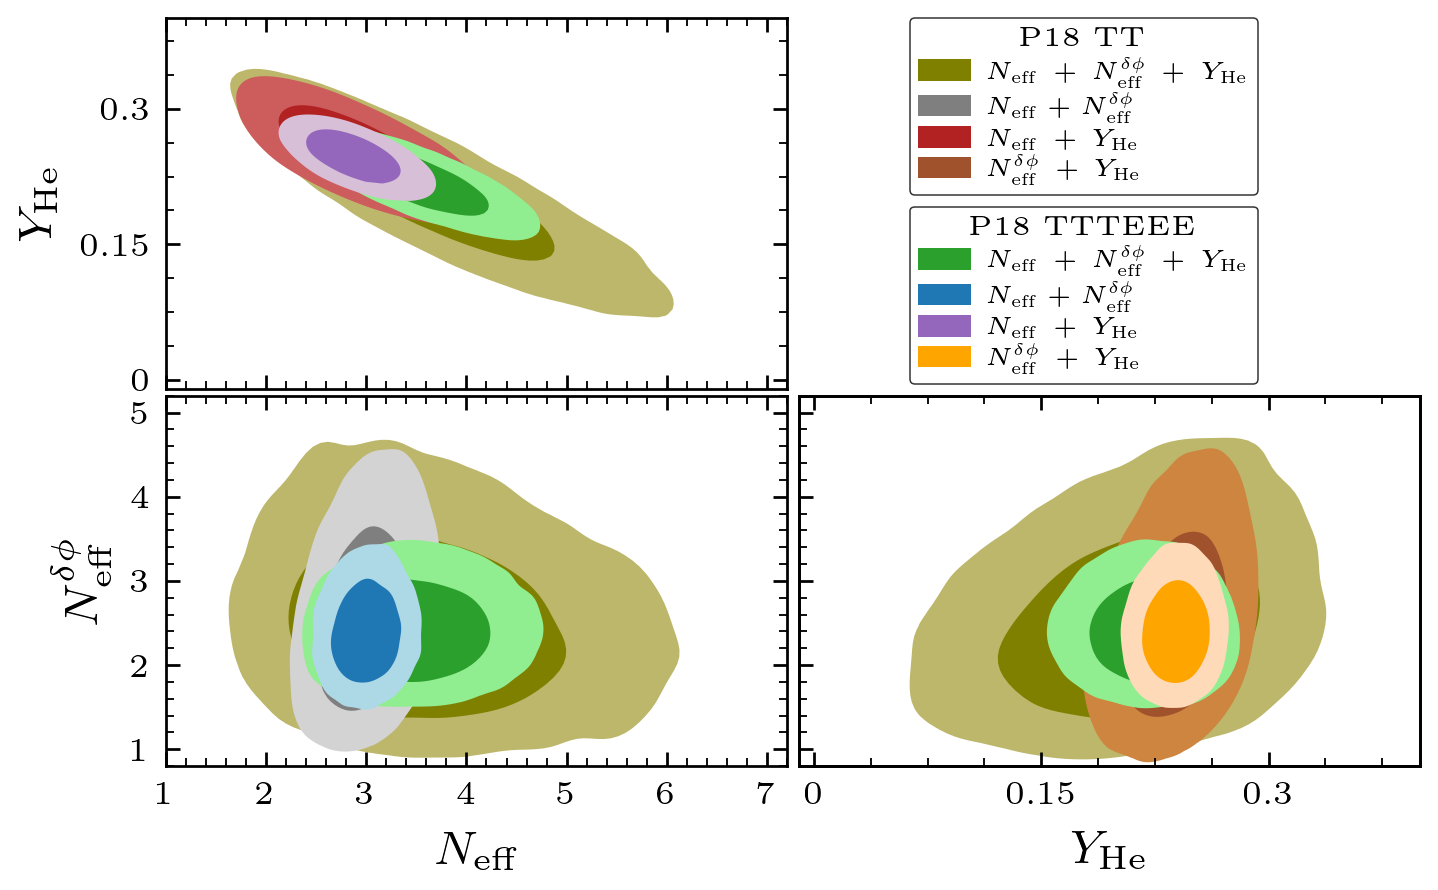 Y_He
0.3
0.15
0
P18 TT
N_eff + N_eff^δϕ + Y_He
N_eff + N_eff^δϕ
N_eff + Y_He
N_eff^δϕ + Y_He
P18 TTTEEE
N_eff + N_eff^δϕ + Y_He
N_eff + N_eff^δϕ
N_eff + Y_He
N_eff^δϕ + Y_He
N_eff^δϕ
5
4
3
2
1
1 2 3 4 5 6 7
N_eff
0 0.15 0.3
Y_He